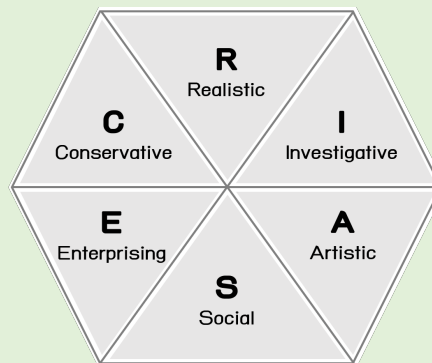 R
Realistic
C
Conservative
I
Investigative
E
Enterprising
A
Artistic
S
Social